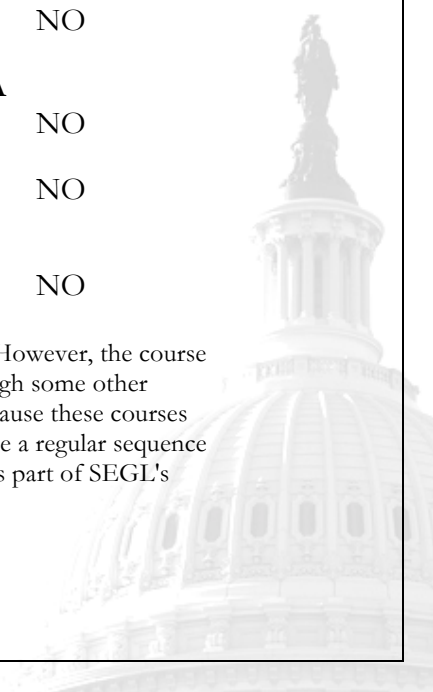 NO
NO
NO
NO
However, the course
gh some other
ause these courses
e a regular sequence
s part of SEGL's